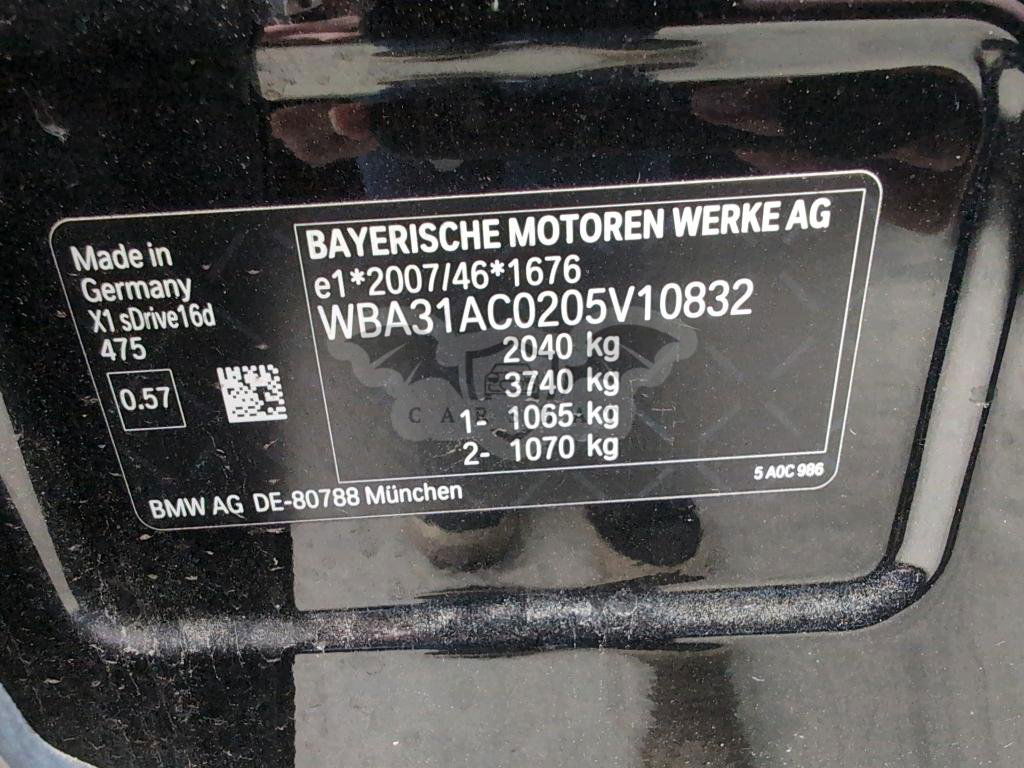 BAYERISCHE MOTOREN WERKE AG
e1*2007/46*1676
WBA31AC0205V10832
2040 kg
3740 kg
1- 1065 kg
2- 1070 kg
5 A0C 986
Made in
Germany
X1 sDrive16d
475
0.57
BMW AG DE-80788 München